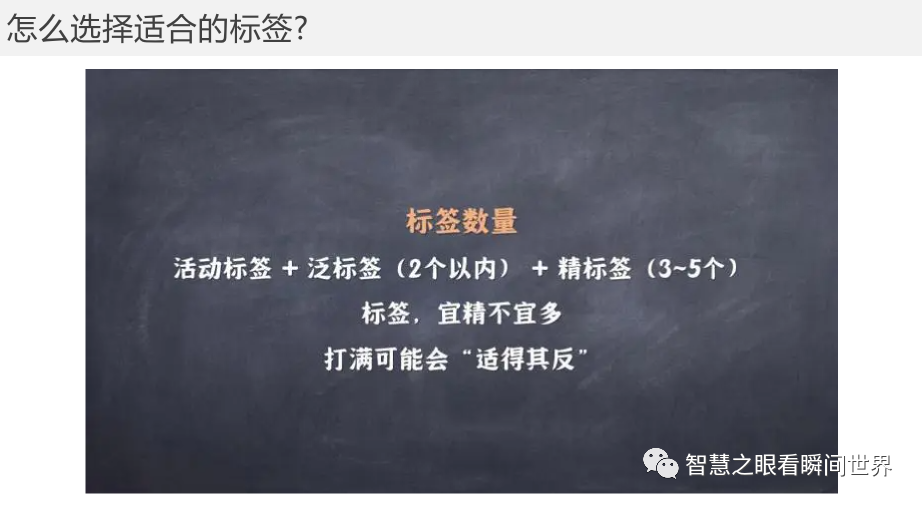 怎么选择适合的标签?
标签数量
活动标签 + 泛标签（2个以内） + 精标签（3~5个）
标签，宜精不宜多
打满可能会“适得其反”
智慧之眼看瞬间世界